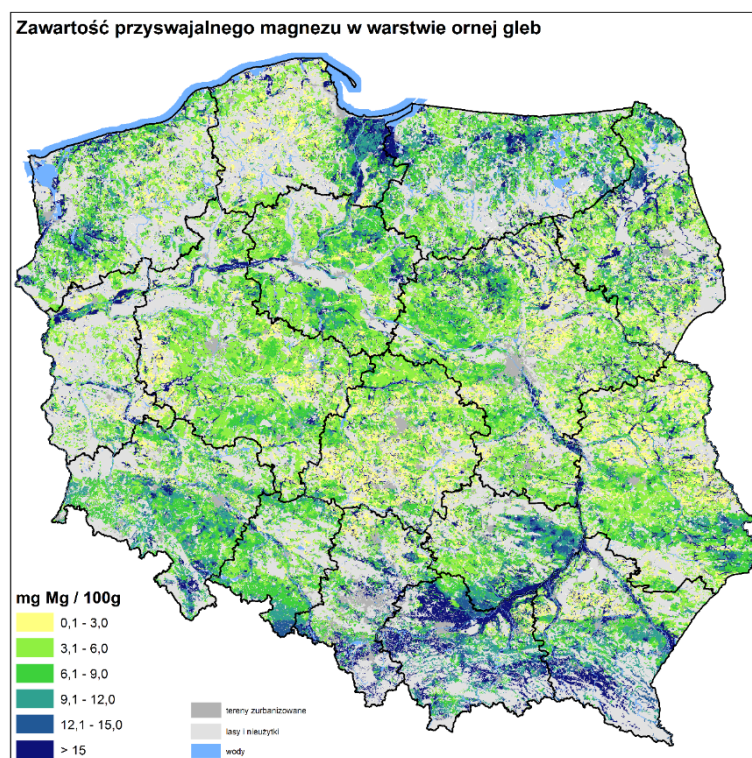 Zawartość przyswajalnego magnezu w warstwie ornej gleb
mg Mg / 100g
0,1 - 3,0
3,1 - 6,0
6,1 - 9,0
9,1 - 12,0
12,1 - 15,0
> 15
tereny zurbanizowane
lasy i nieużytki
wody